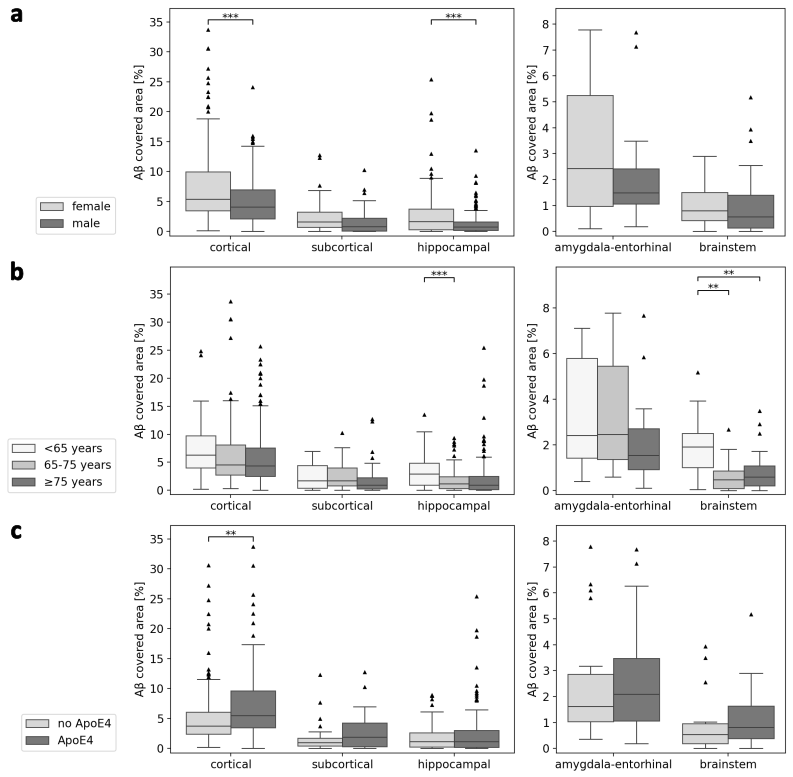 a
Aβ covered area [%]
35
30
25
20
15
10
5
0
***
***
cortical
subcortical
hippocampal
Aβ covered area [%]
8
7
6
5
4
3
2
1
0
amygdala-entorhinal
brainstem
female
male
b
Aβ covered area [%]
35
30
25
20
15
10
5
0
***
cortical
subcortical
hippocampal
Aβ covered area [%]
8
6
4
2
0
**
**
amygdala-entorhinal
brainstem
<65 years
65-75 years
≥75 years
c
Aβ covered area [%]
35
30
25
20
15
10
5
0
**
cortical
subcortical
hippocampal
Aβ covered area [%]
8
7
6
5
4
3
2
1
0
amygdala-entorhinal
brainstem
no ApoE4
ApoE4